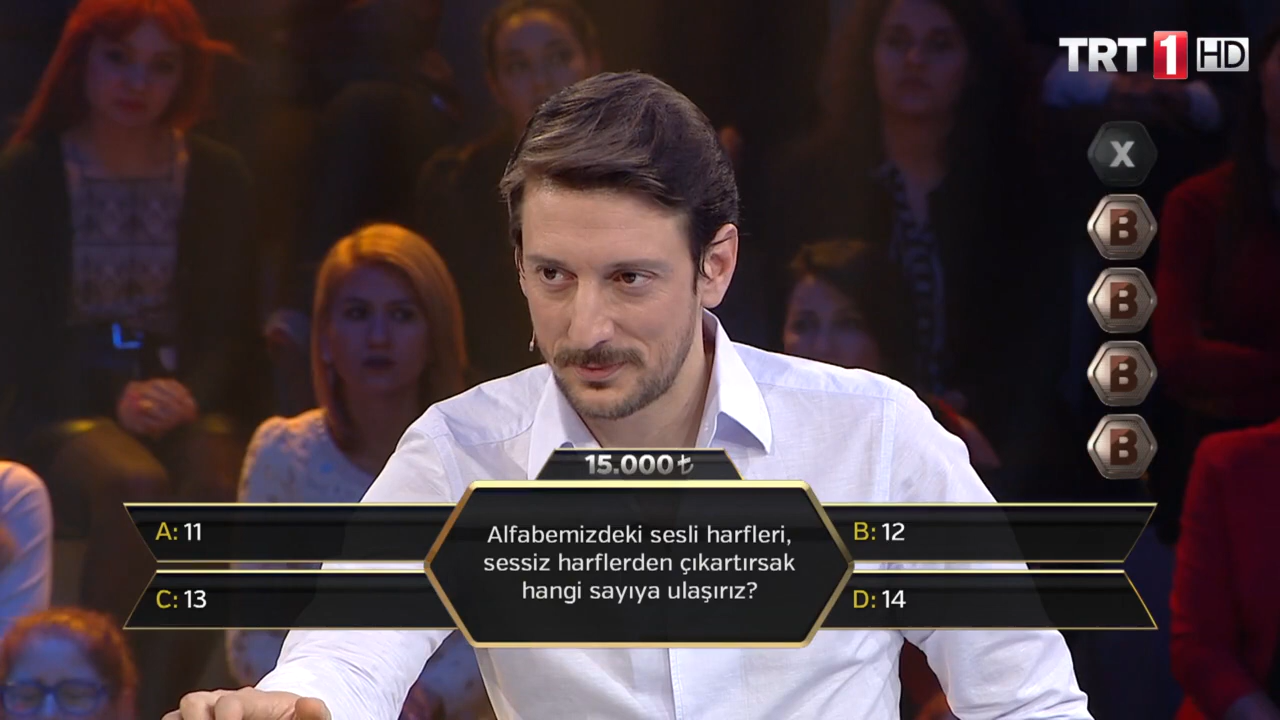 TRT 1 HD
X
B
B
B
B
15.000₺
Alfabemizdeki sesli harfleri,
sessiz harflerden çıkartırsak
hangi sayıya ulaşırız?
A: 11
B: 12
C: 13
D: 14